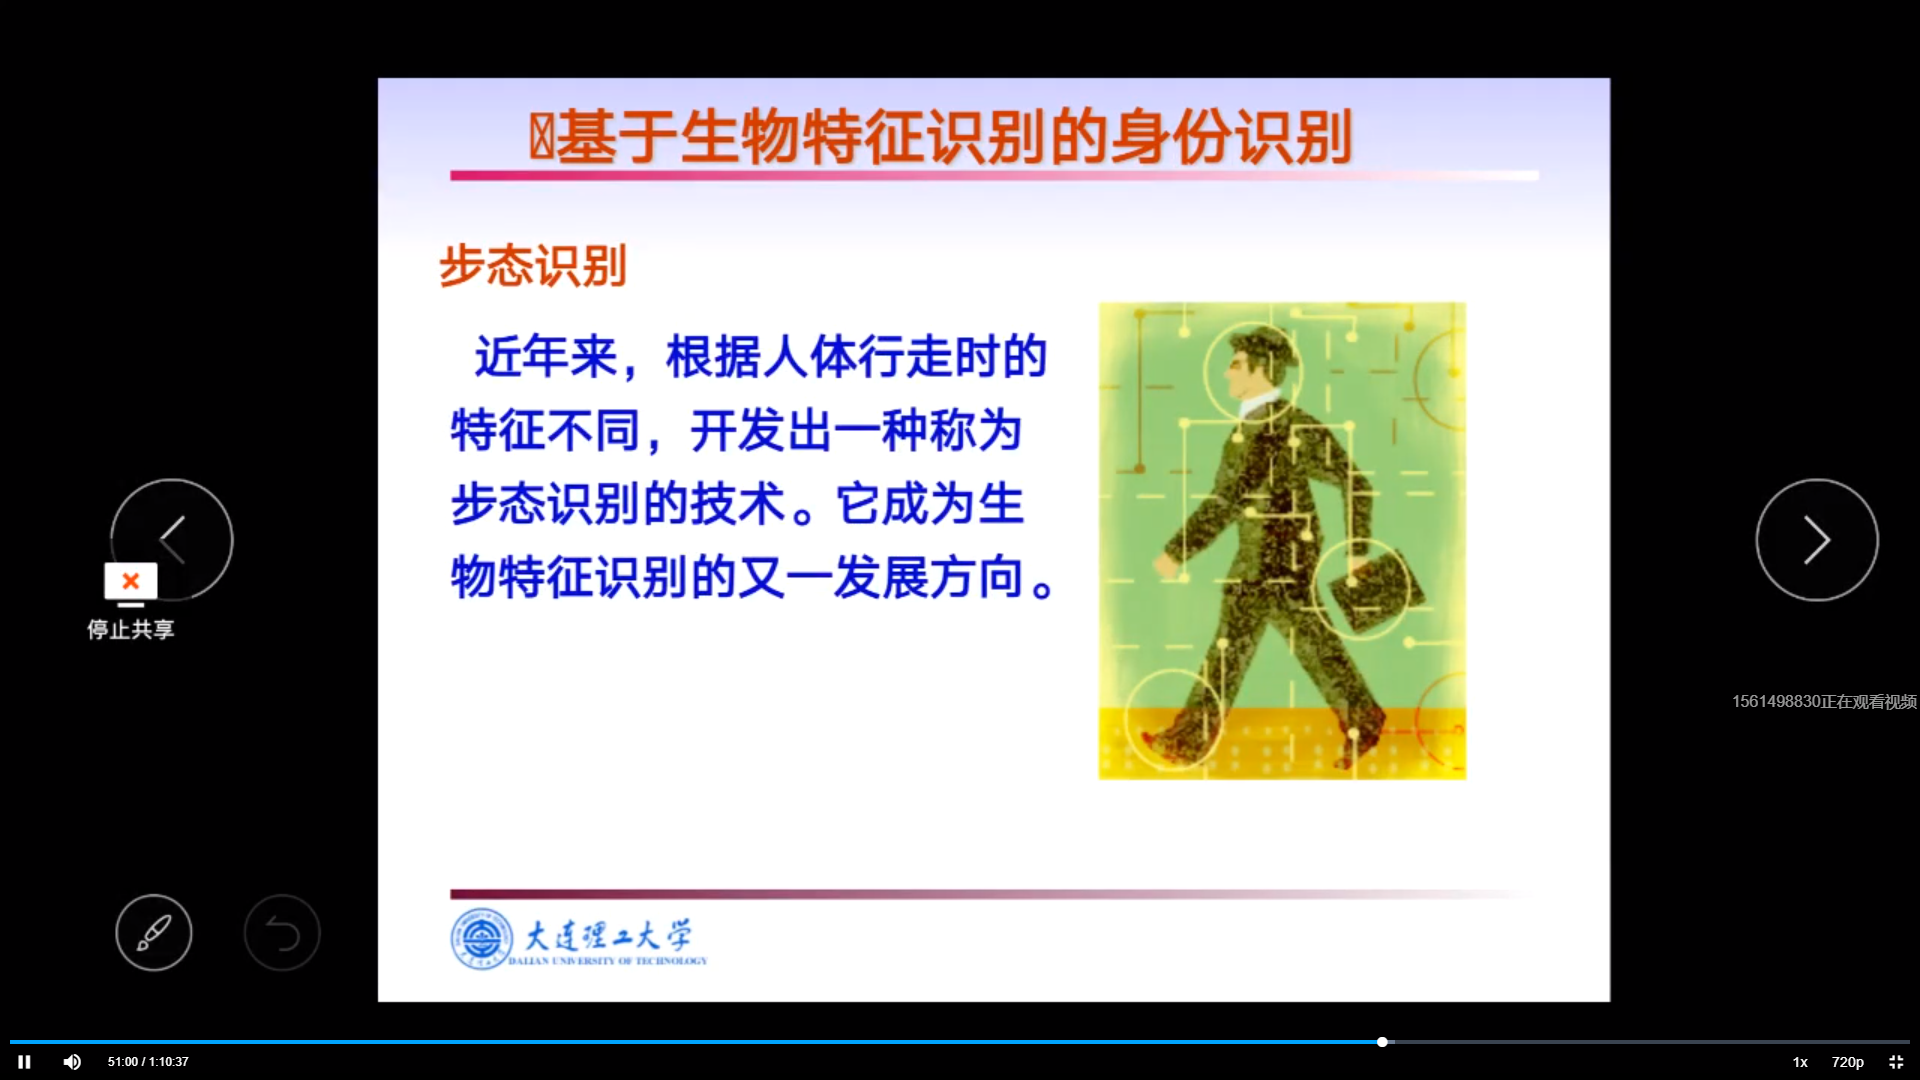 基于生物特征识别的身份识别
步态识别
近年来，根据人体行走时的
特征不同，开发出一种称为
步态识别的技术。它成为生
物特征识别的又一发展方向。
停止共享
1561498830正在观看视频
大连理工大学
DALIAN UNIVERSITY OF TECHNOLOGY
51:00 / 1:10:37
1x
720p